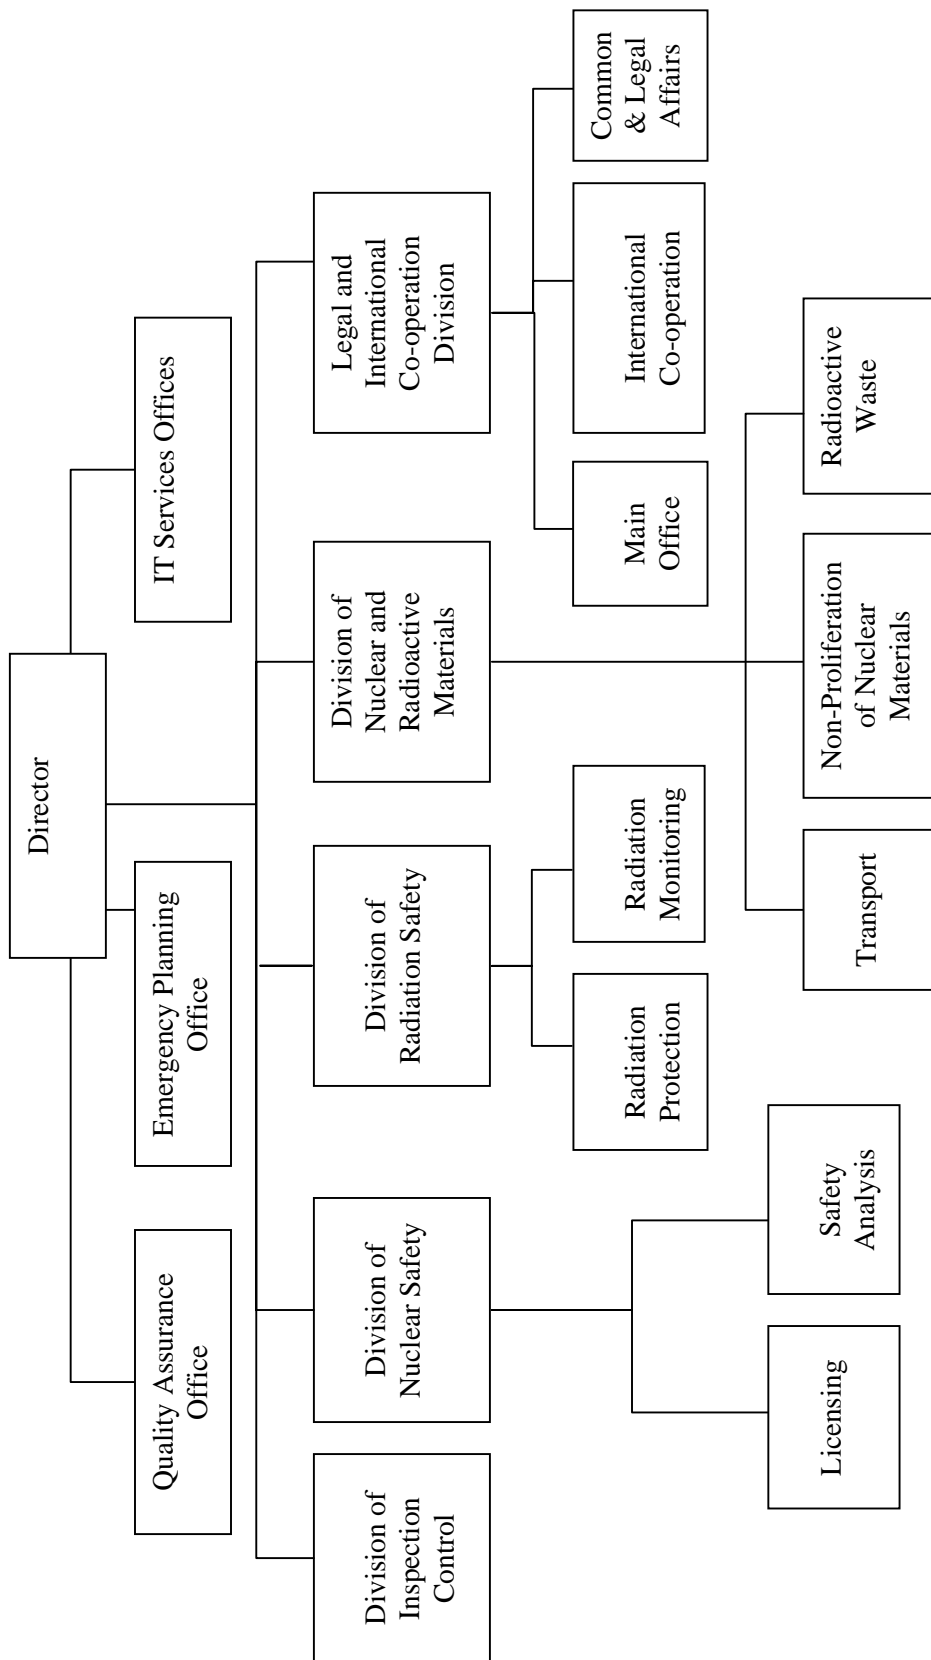 Director
Quality Assurance
Office
Emergency Planning
Office
IT Services Offices
Division of
Inspection
Control
Division of
Nuclear Safety
Division of
Radiation Safety
Division of
Nuclear and
Radioactive
Materials
Legal and
International
Co-operation
Division
Licensing
Safety
Analysis
Radiation
Protection
Radiation
Monitoring
Transport
Non-Proliferation
of Nuclear
Materials
Radioactive
Waste
Main
Office
International
Co-operation
Common
& Legal
Affairs